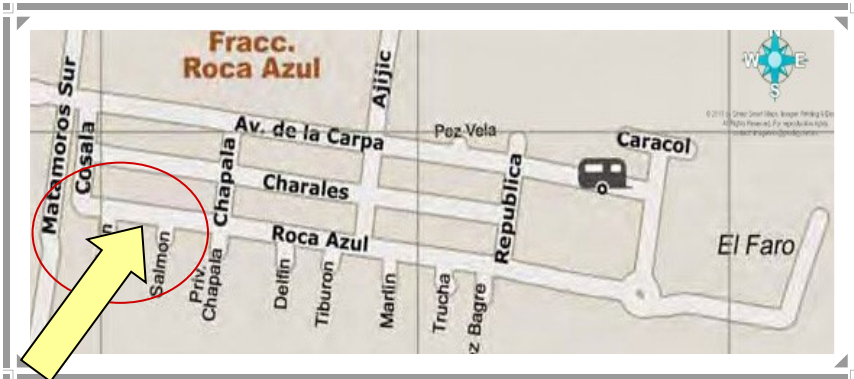 Fracc.
Roca Azul
N
W
E
S
Matamoros Sur
Cosala
Ajijic
Av. de la Carpa
Pez Vela
Caracol
Chapala
Charales
Republica
Roca Azul
El Faro
n
Salmon
Priv.
Chapala
Delfin
Tiburon
Marlin
Trucha
z Bagre